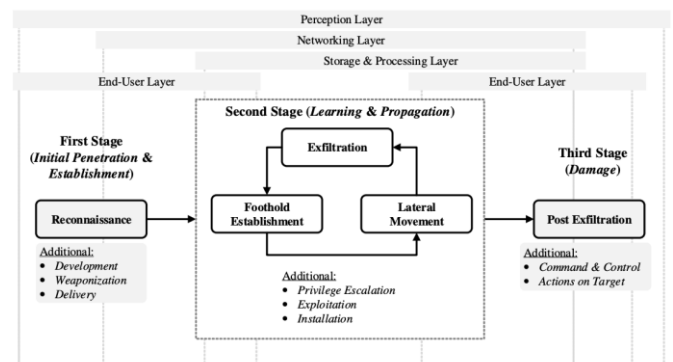 Perception Layer
Networking Layer
Storage & Processing Layer
End-User Layer
End-User Layer
First Stage
(Initial Penetration &
Establishment)
Reconnaissance
Additional:
• Development
• Weaponization
• Delivery
Second Stage (Learning & Propagation)
Exfiltration
Foothold
Establishment
Lateral
Movement
Additional:
• Privilege Escalation
• Exploitation
• Installation
Third Stage
(Damage)
Post Exfiltration
Additional:
• Command & Control
• Actions on Target